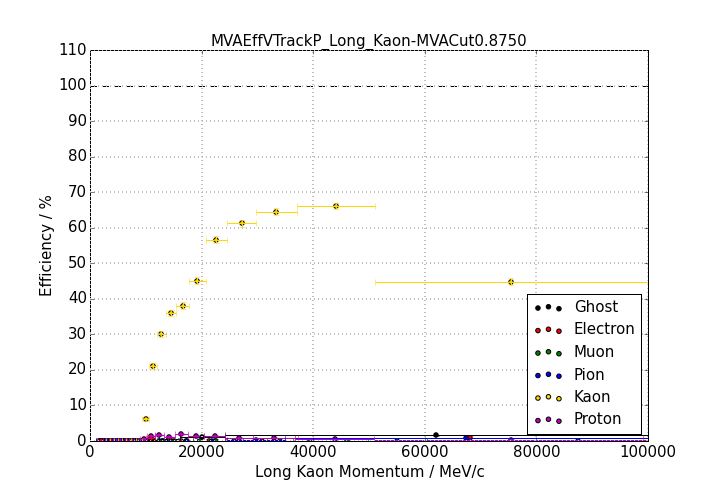 MVAEffVTrackP_Long_Kaon-MVACut0.8750
110
100
90
80
70
60
50
40
30
20
10
0
Efficiency / %
Ghost
Electron
Muon
Pion
Kaon
Proton
0 20000 40000 60000 80000 100000
Long Kaon Momentum / MeV/c